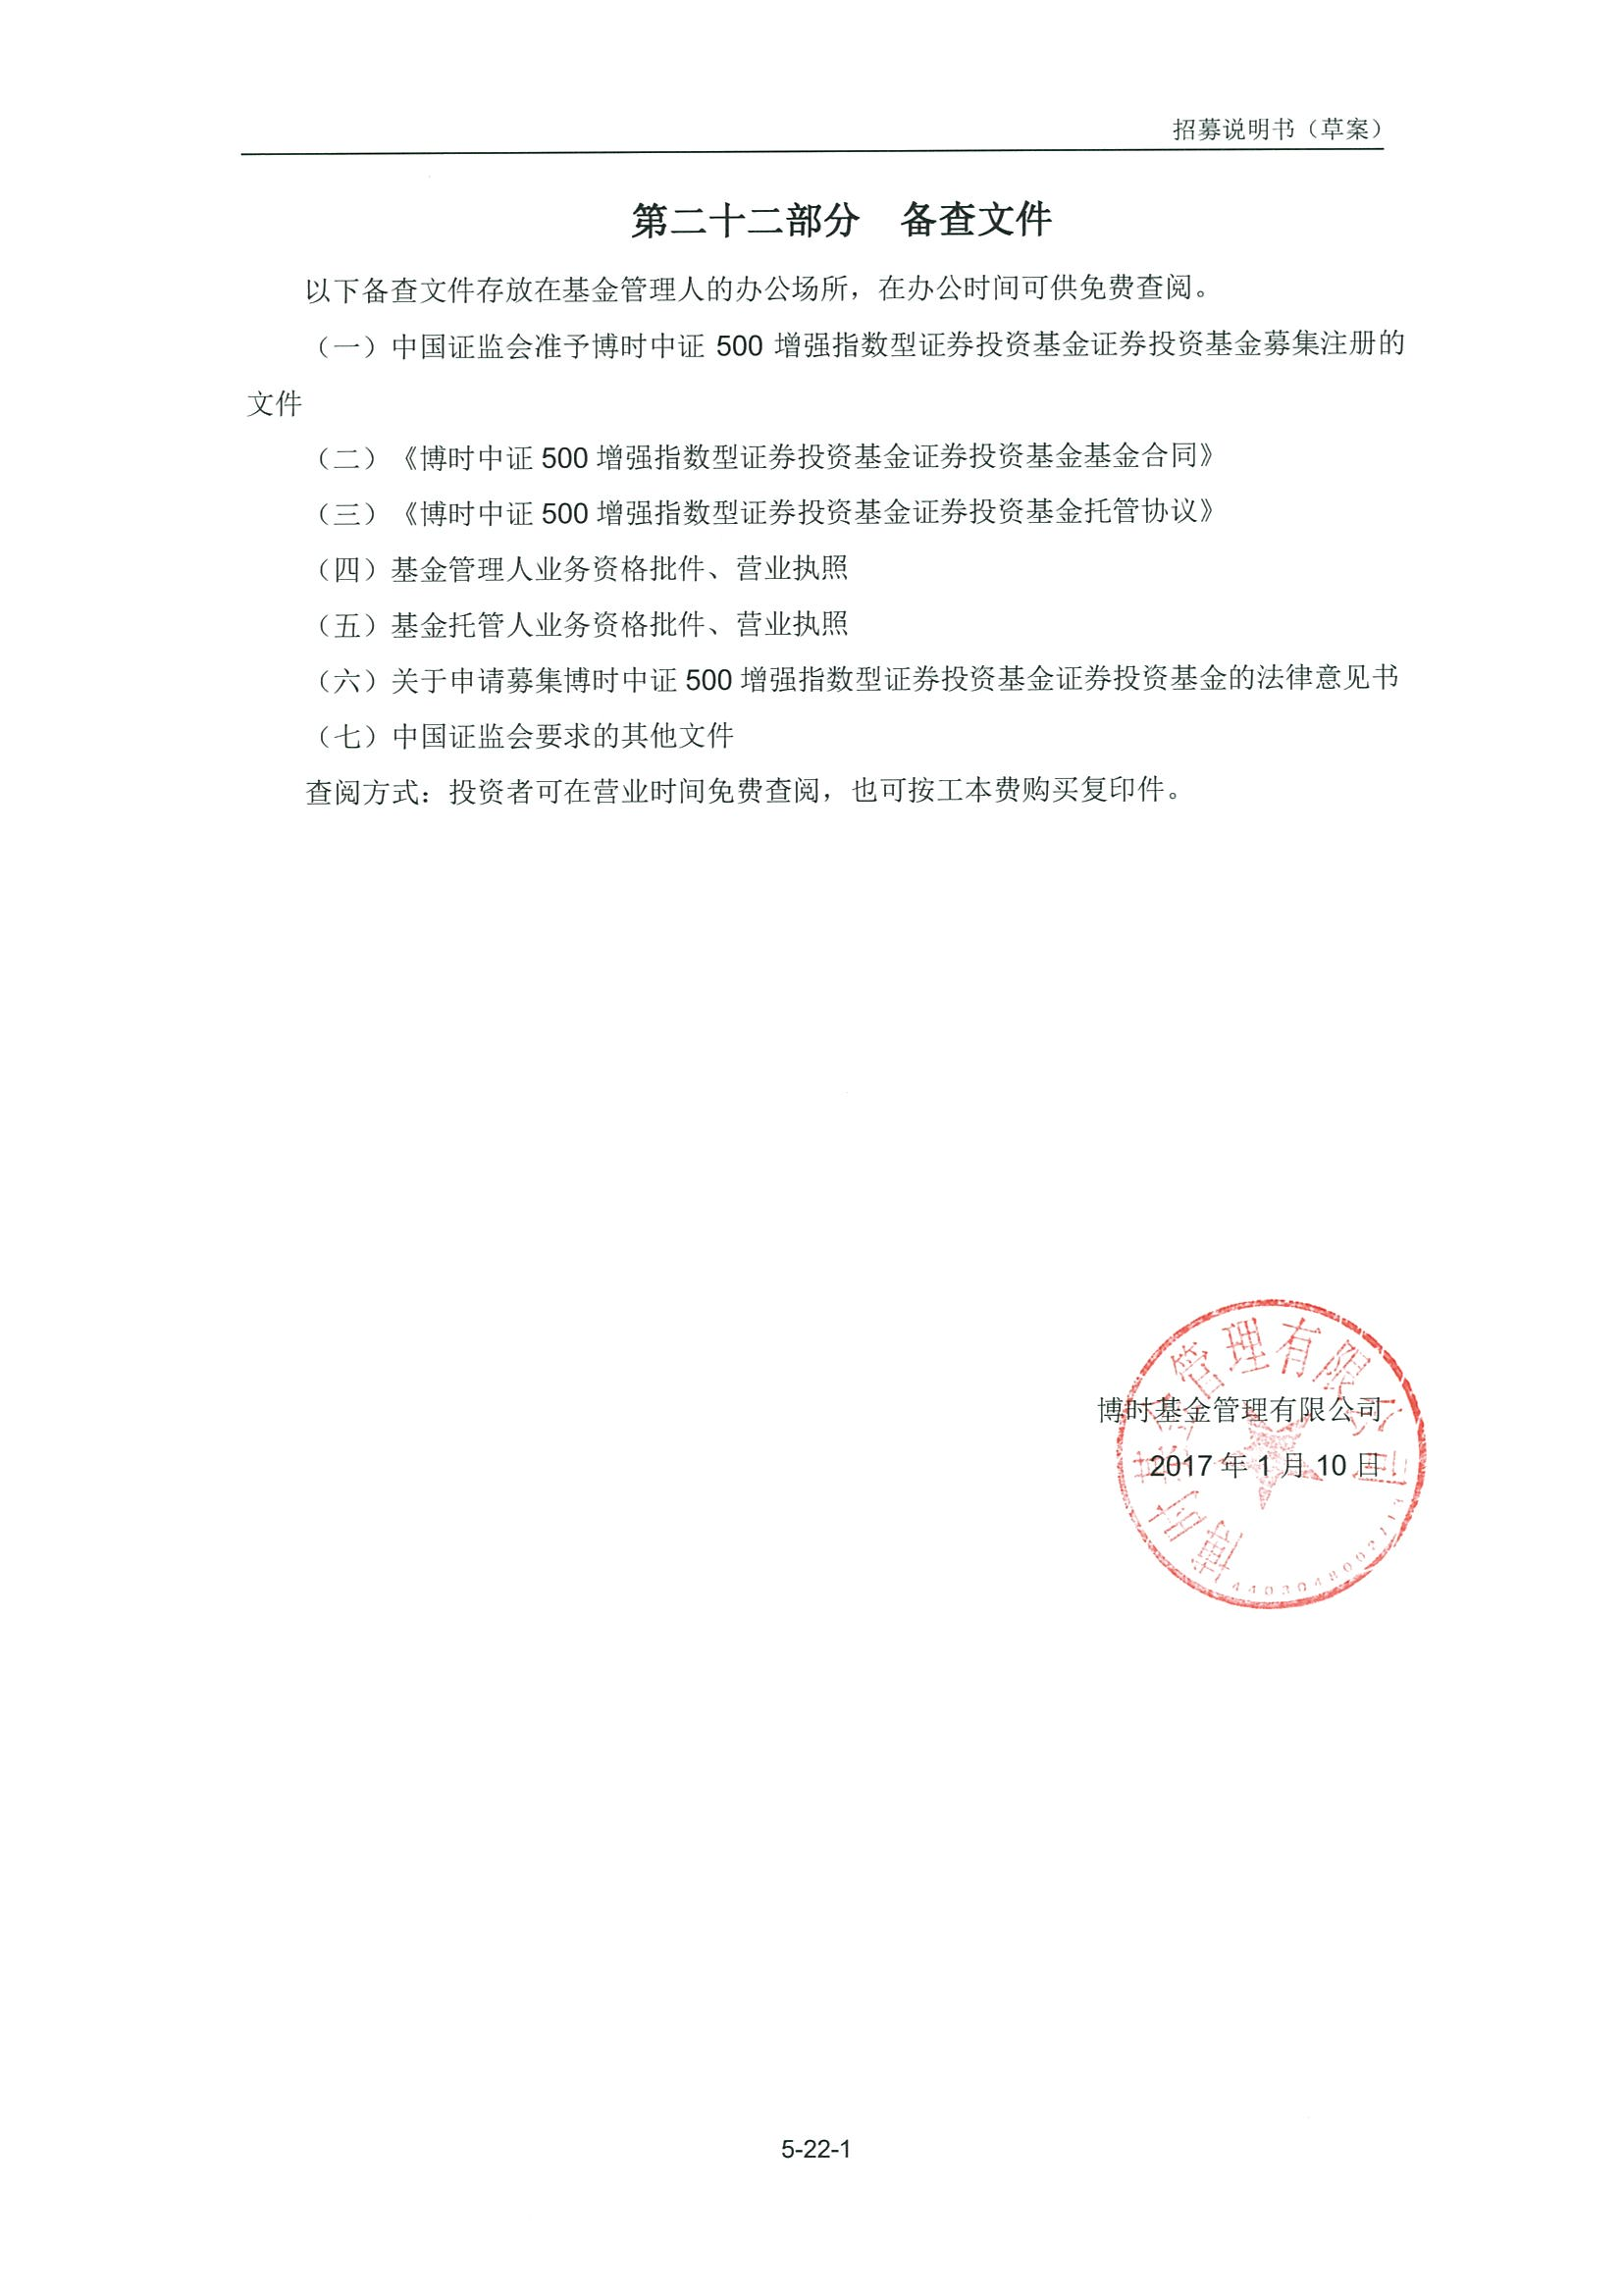 招募说明书（草案）
第二十二部分 备查文件
以下备查文件存放在基金管理人的办公场所，在办公时间可供免费查阅。
（一）中国证监会准予博时中证 500 增强指数型证券投资基金证券投资基金募集注册的
文件
（二）《博时中证 500 增强指数型证券投资基金证券投资基金基金合同》
（三）《博时中证 500 增强指数型证券投资基金证券投资基金托管协议》
（四）基金管理人业务资格批件、营业执照
（五）基金托管人业务资格批件、营业执照
（六）关于申请募集博时中证 500 增强指数型证券投资基金证券投资基金的法律意见书
（七）中国证监会要求的其他文件
查阅方式：投资者可在营业时间免费查阅，也可按工本费购买复印件。
博时基金管理有限公司
博时基金管理有限公司
2017 年 1 月 10 日
5-22-1